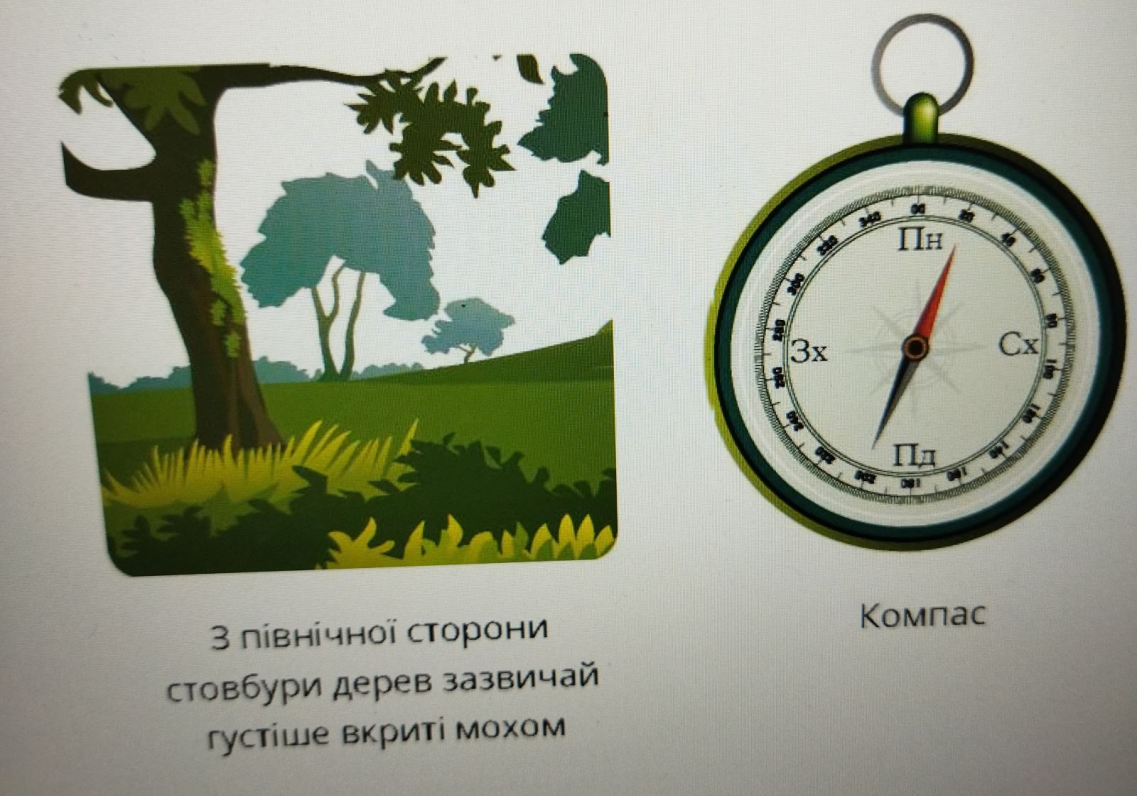 З північної сторони
стовбури дерев зазвичай
густіше вкриті мохом
Пн
Зх
Сх
Пд
Компас